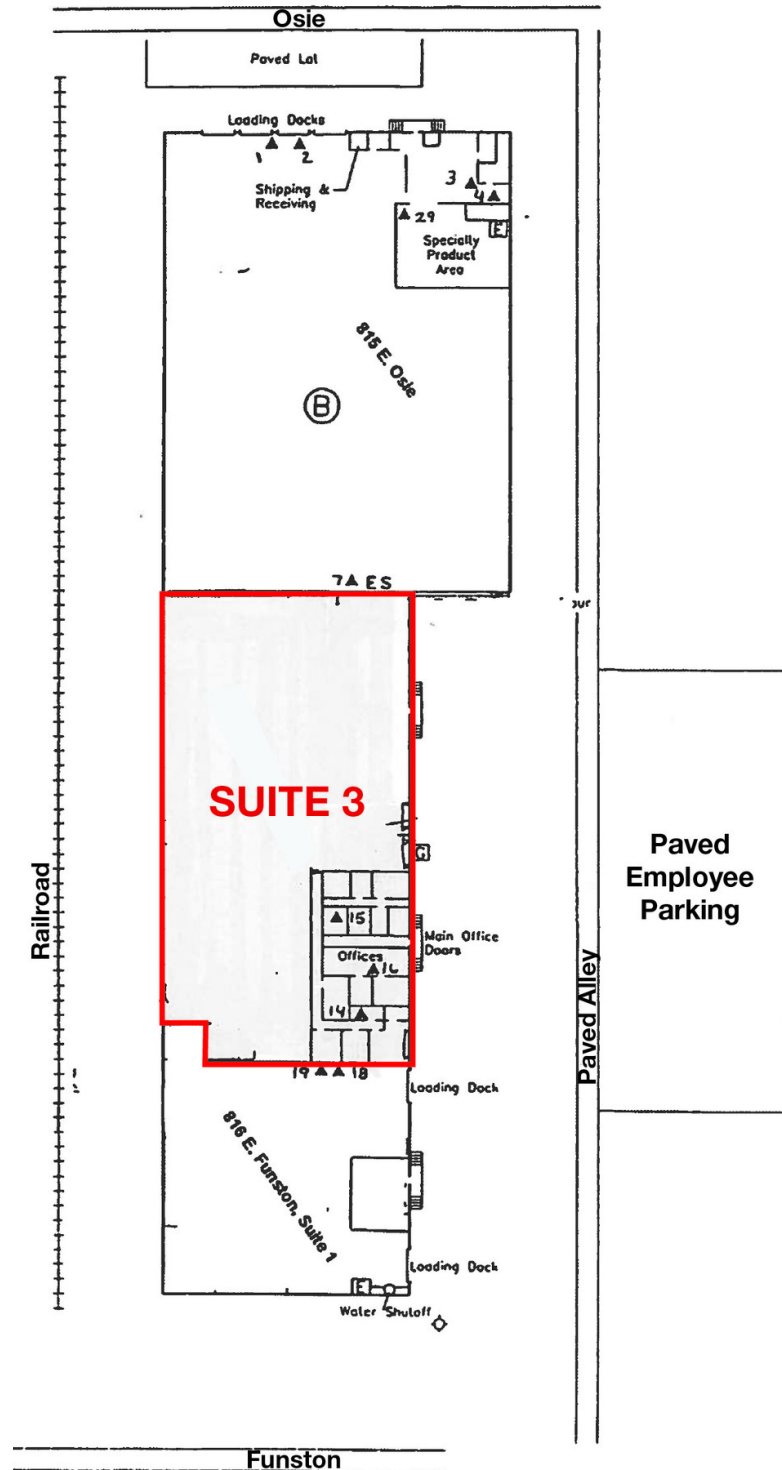 Osie
Paved Lot
Loading Docks
1
2
Shipping &
Receiving
3
4
29
E
Specialty
Product
Area
815 E. Osie
B
7 ES
SUITE 3
G
15
Main Office
Doors
Offices
16
14
19
18
Loading Dock
816 E. Funston, Suite 1
Loading Dock
E
Water Shutoff
Railroad
Paved Alley
Paved
Employee
Parking
Funston